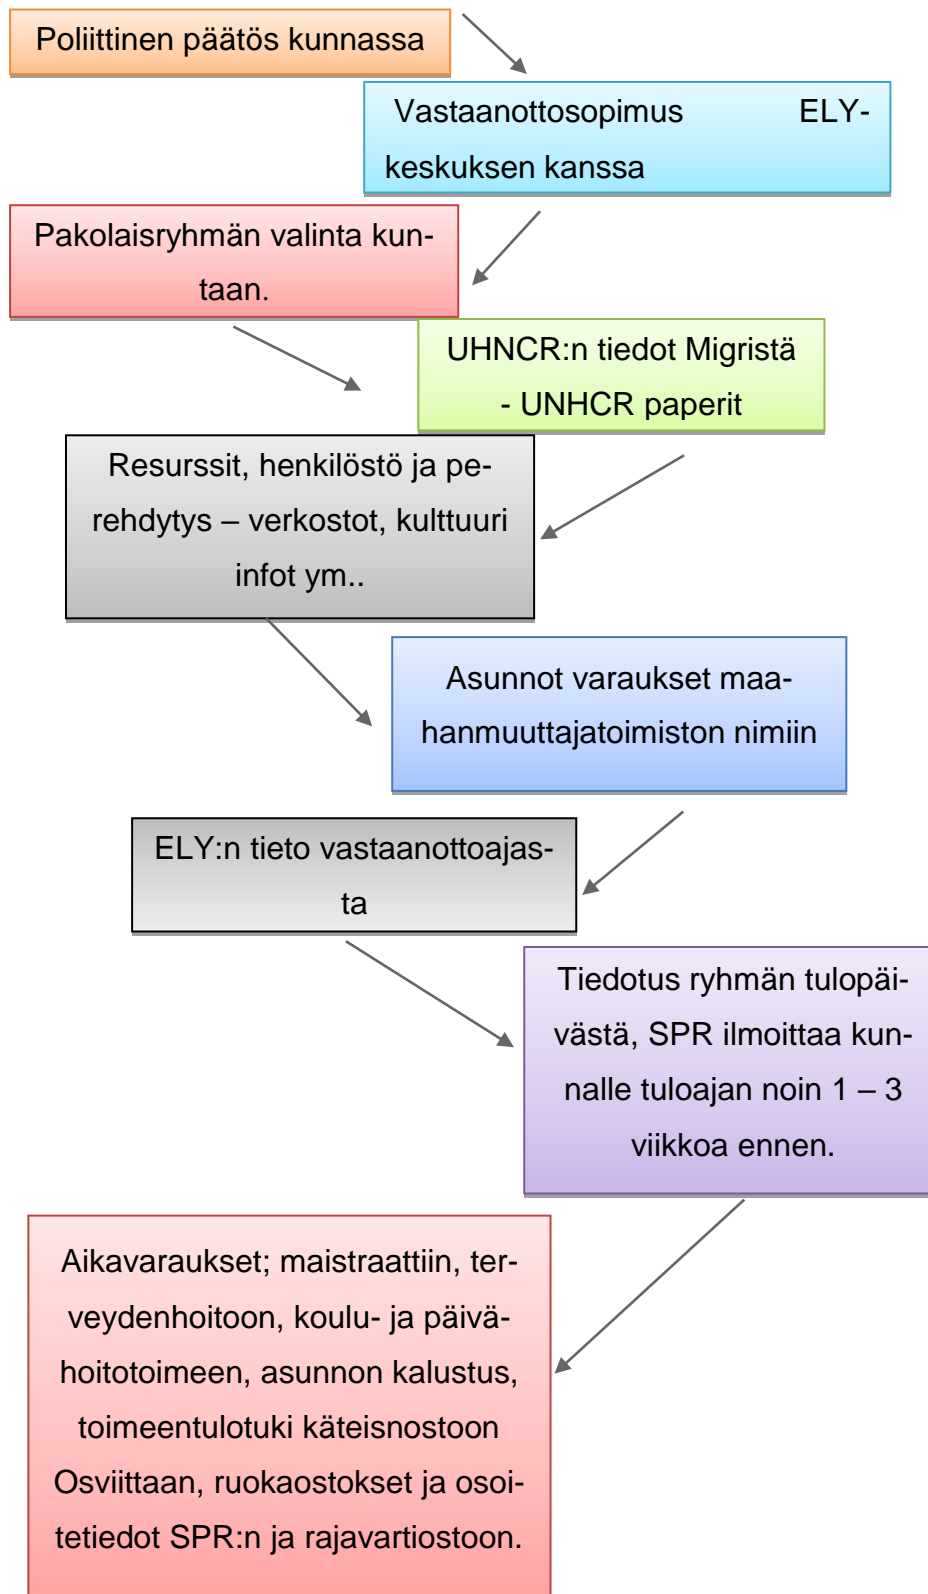 Poliittinen päätös kunnassa
Vastaanottosopimus ELY-
keskuksen kanssa
Pakolaisryhmän valinta kun-
taan.
UHNCR:n tiedot Migristä
- UNHCR paperit
Resurssit, henkilöstö ja pe-
rehdytys – verkostot, kulttuuri
infot ym..
Asunnot varaukset maa-
hanmuuttajatoimiston nimiin
ELY:n tieto vastaanottoajas-
ta
Tiedotus ryhmän tulopäi-
västä, SPR ilmoittaa kun-
nalle tuloajan noin 1 – 3
viikkoa ennen.
Aikavaraukset; maistraattiin, ter-
veydenhoitoon, koulu- ja päivä-
hoitotoimeen, asunnon kalustus,
toimeentulotuki käteisnostoon
Osviittaan, ruokaostokset ja osoi-
tetiedot SPR:n ja rajavartiostoon.